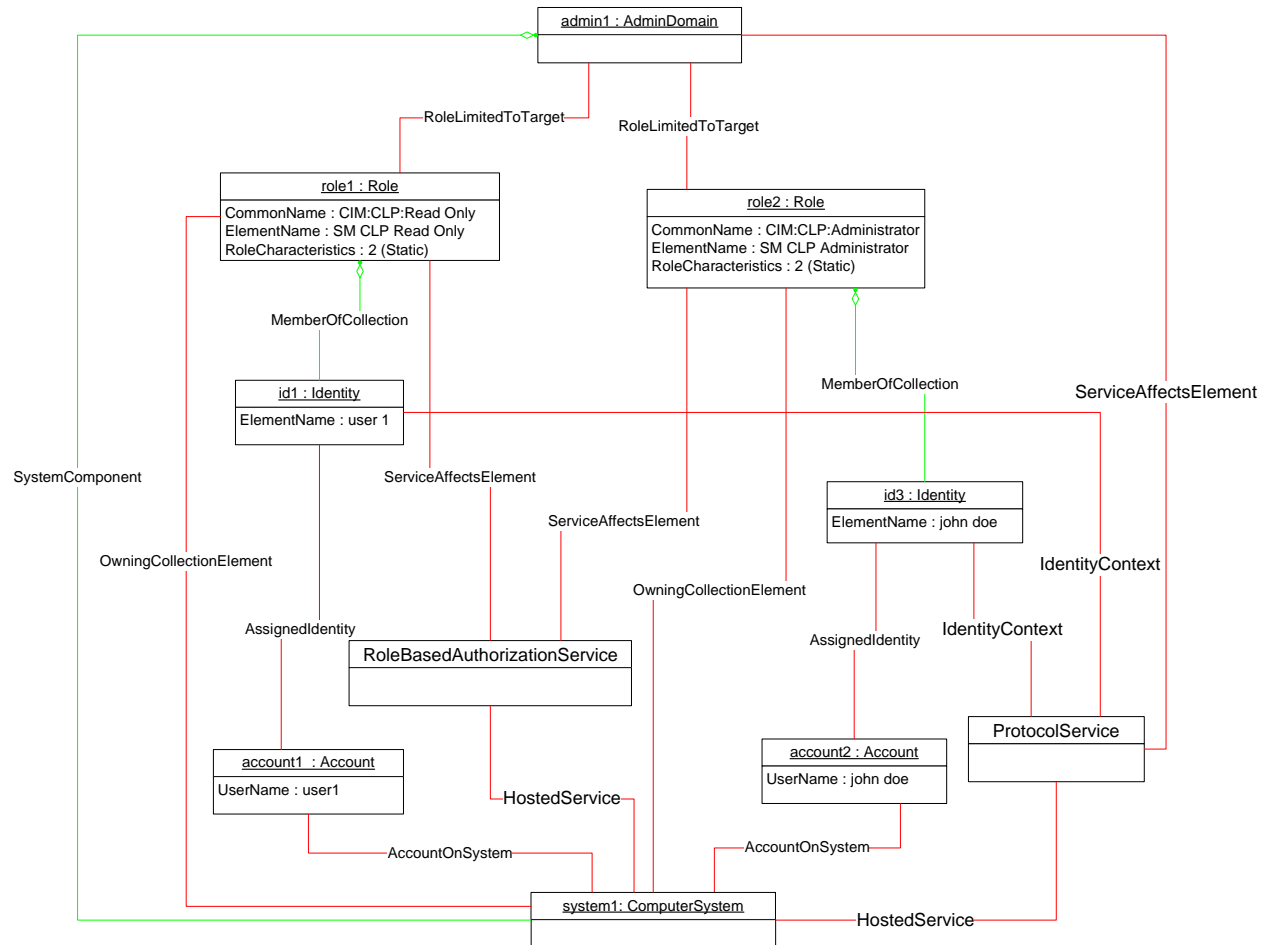 admin1 : AdminDomain
RoleLimitedToTarget
RoleLimitedToTarget
role1 : Role
CommonName : CIM:CLP:Read Only
ElementName : SM CLP Read Only
RoleCharacteristics : 2 (Static)
role2 : Role
CommonName : CIM:CLP:Administrator
ElementName : SM CLP Administrator
RoleCharacteristics : 2 (Static)
MemberOfCollection
MemberOfCollection
ServiceAffectsElement
id1 : Identity
ElementName : user 1
SystemComponent
ServiceAffectsElement
id3 : Identity
ElementName : john doe
ServiceAffectsElement
OwningCollectionElement
OwningCollectionElement
IdentityContext
AssignedIdentity
AssignedIdentity
IdentityContext
RoleBasedAuthorizationService
ProtocolService
account1 : Account
UserName : user1
account2 : Account
UserName : john doe
HostedService
AccountOnSystem
AccountOnSystem
system1: ComputerSystem
HostedService